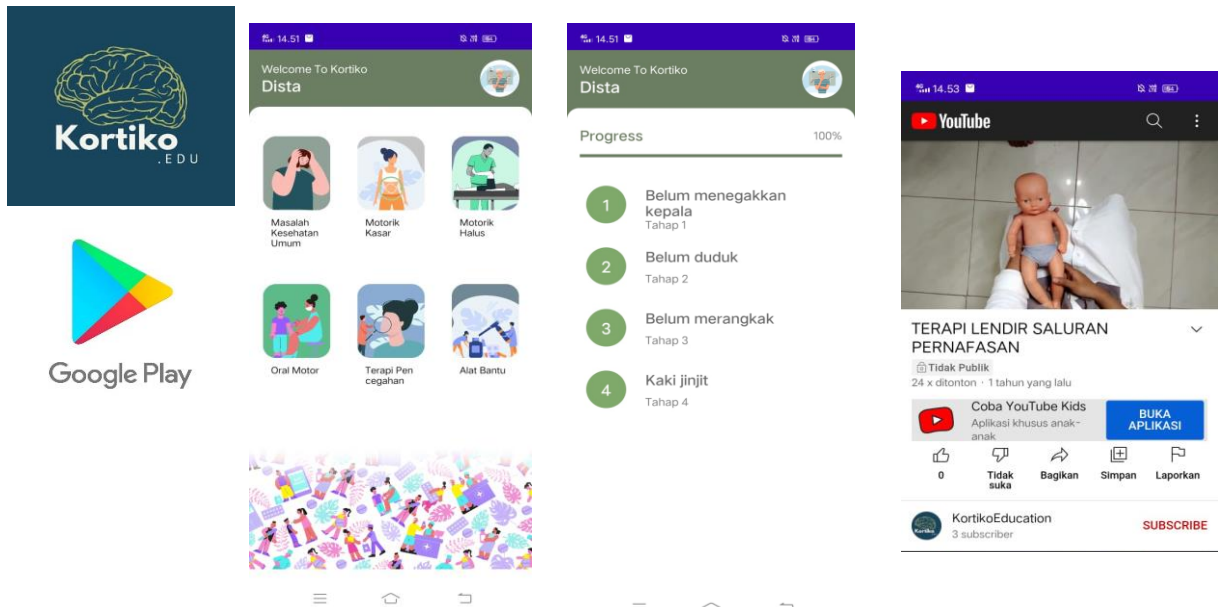 Kortiko
.EDU
Google Play
14.51
Welcome To Kortiko
Dista
Masalah
Kesehatan
Umum
Motorik
Kasar
Motorik
Halus
Oral Motor
Terapi Pen
cegahan
Alat Bantu
14.51
Welcome To Kortiko
Dista
Progress 100%
1 Belum menegakkan
kepala
Tahap 1
2 Belum duduk
Tahap 2
3 Belum merangkak
Tahap 3
4 Kaki jinjit
Tahap 4
14.53
YouTube
TERAPI LENDIR SALURAN
PERNAFASAN
Tidak Publik
24 x ditonton · 1 tahun yang lalu
Coba YouTube Kids
Aplikasi khusus anak-
anak
BUKA
APLIKASI
0 Tidak
suka Bagikan Simpan Laporkan
KortikoEducation
3 subscriber
SUBSCRIBE